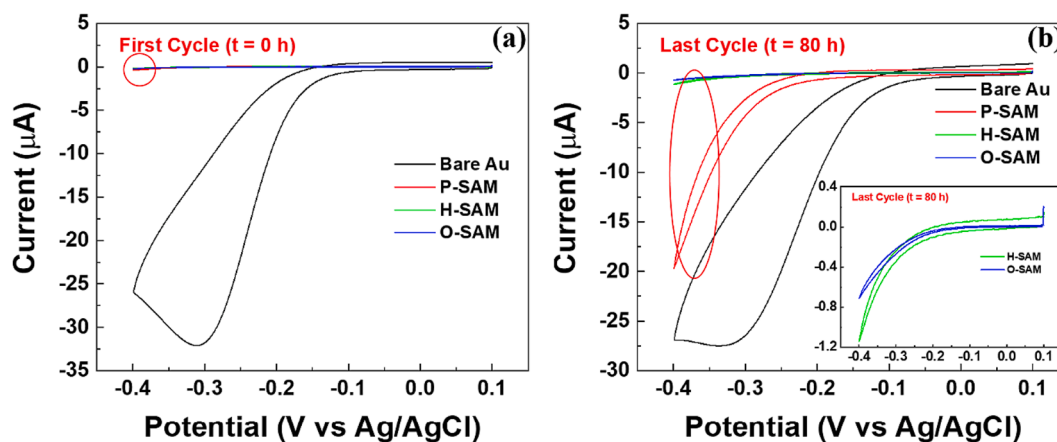 (a)
First Cycle (t = 0 h)
Current (μA)
5
0
-5
-10
-15
-20
-25
-30
-35
Bare Au
P-SAM
H-SAM
O-SAM
-0.4 -0.3 -0.2 -0.1 0.0 0.1
Potential (V vs Ag/AgCl)
(b)
Last Cycle (t = 80 h)
Current (μA)
5
0
-5
-10
-15
-20
-25
-30
Bare Au
P-SAM
H-SAM
O-SAM
Last Cycle (t = 80 h)
0.4
0.0
-0.4
-0.8
-1.2
H-SAM
O-SAM
-0.4 -0.3 -0.2 -0.1 0.0 0.1
-0.4 -0.3 -0.2 -0.1 0.0 0.1
Potential (V vs Ag/AgCl)